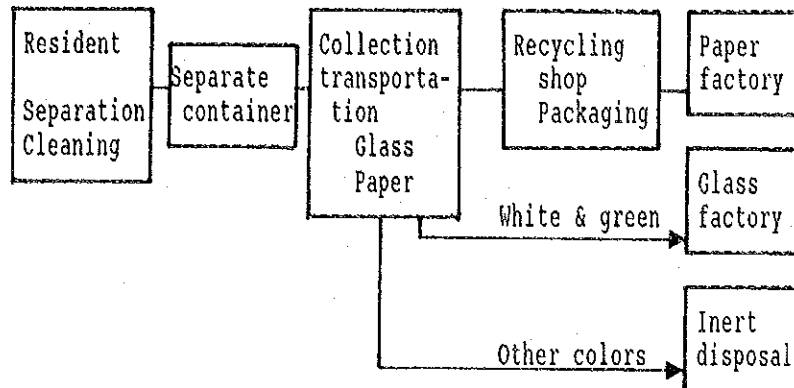 Resident
Separation
Cleaning
Separate
container
Collection
transporta-
tion
Glass
Paper
Recycling
shop
Packaging
Paper
factory
White & green
Glass
factory
Other colors
Inert
disposal